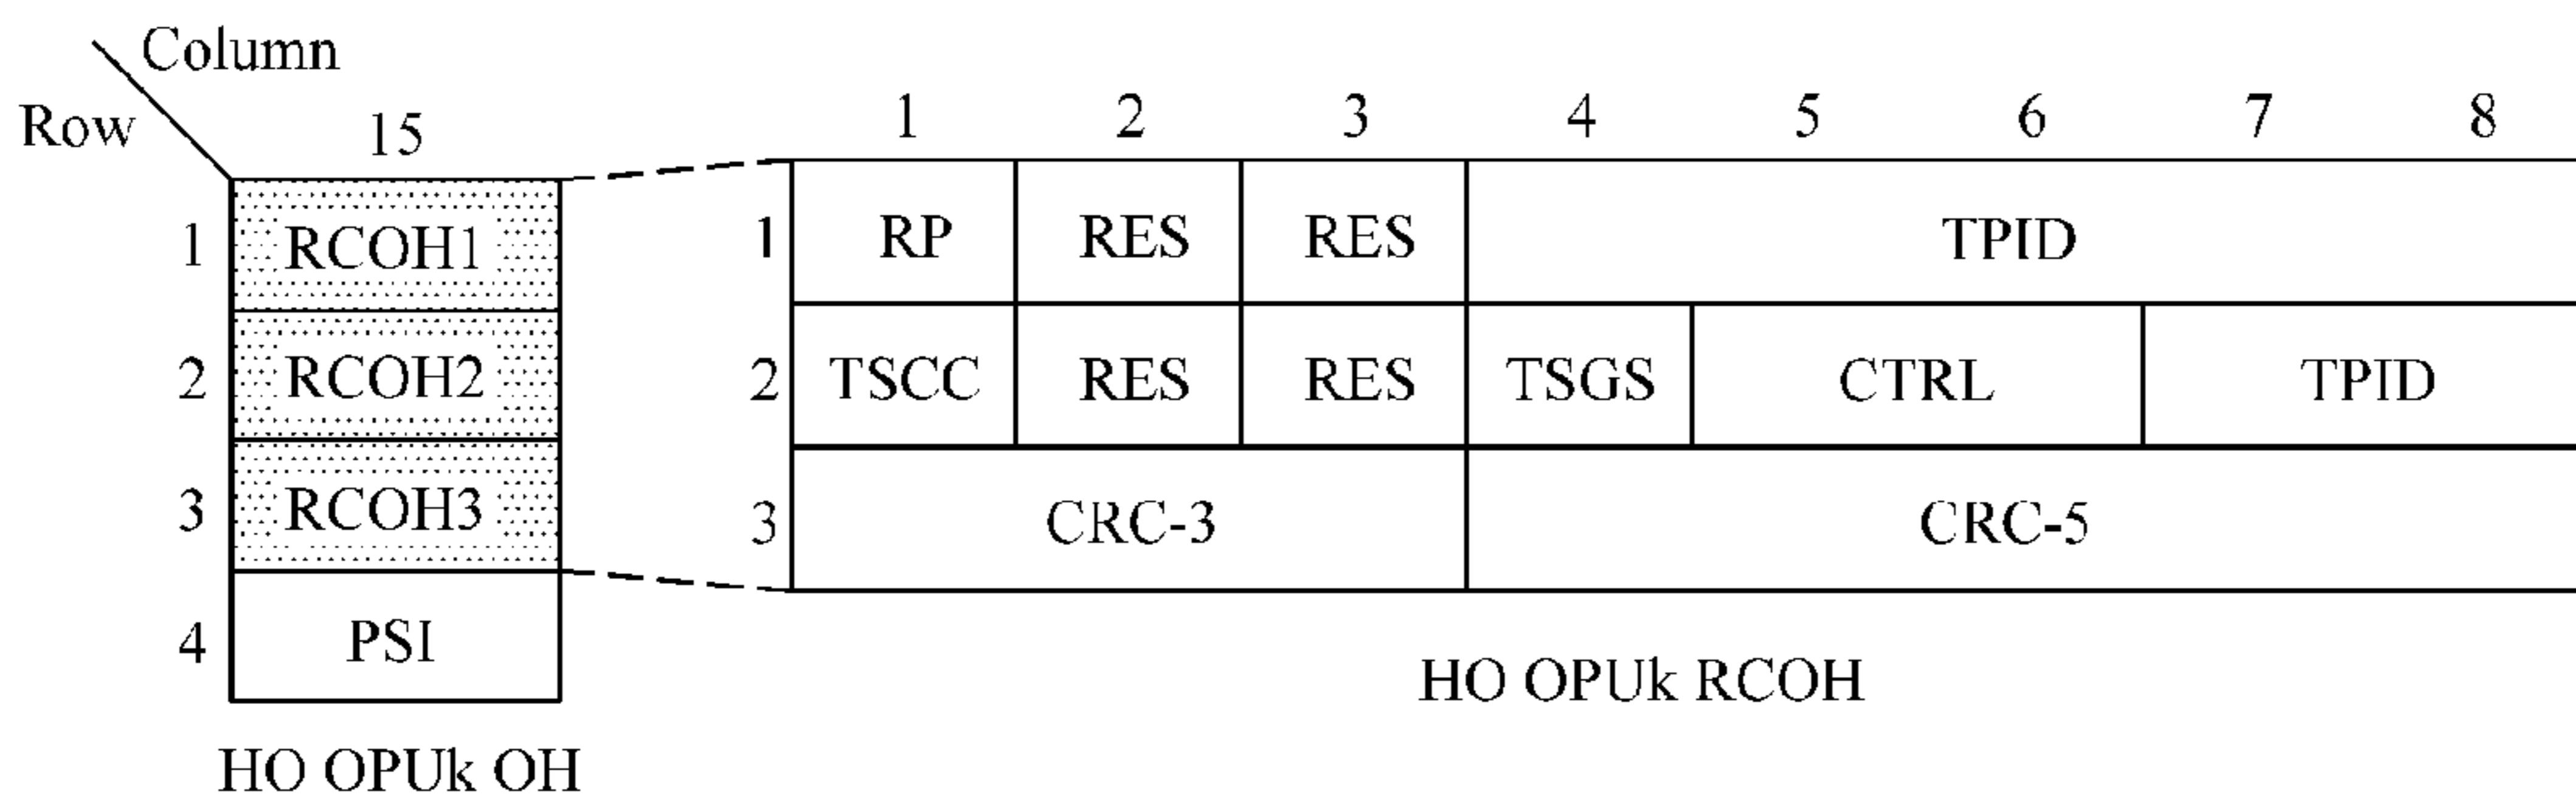 Column
Row 15 1 2 3 4 5 6 7 8
1 RCOH1 1 RP RES RES TPID
2 RCOH2 2 TSCC RES RES TSGS CTRL TPID
3 RCOH3 3 CRC-3 CRC-5
4 PSI
HO OPUk RCOH
HO OPUk OH